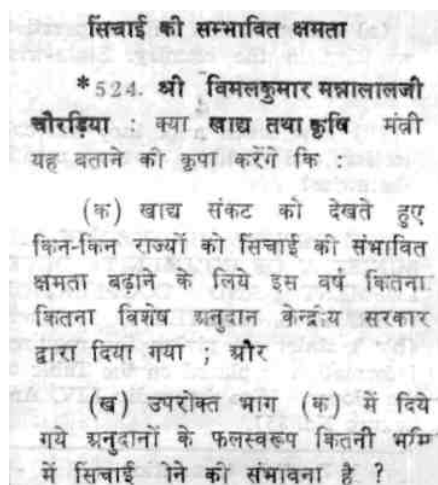 सिंचाई की सम्भावित क्षमता
*524. श्री विमलकुमार मन्नालालजी
चौरड़िया : क्या खाद्य तथा कृषि मंत्री
यह बताने की कृपा करेंगे कि :
(क) खाद्य संकट को देखते हुए
किन-किन राज्यों को सिंचाई की संभावित
क्षमता बढ़ाने के लिये इस वर्ष कितना
कितना विशेष अनुदान केन्द्रीय सरकार
द्वारा दिया गया ; और
(ख) उपरोक्त भाग (क) में दिये
गये अनुदानों के फलस्वरूप कितनी भूमि
में सिंचाई ोने की संभावना है ?